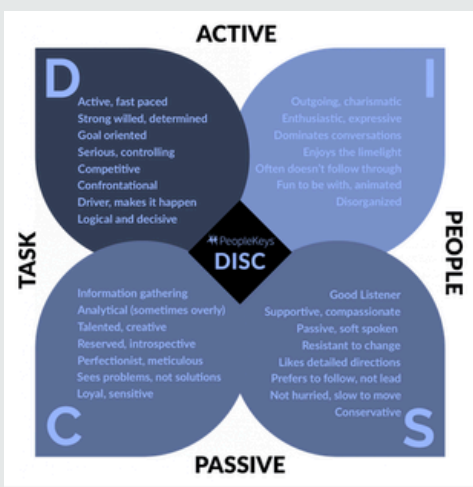 ACTIVE
D
Active, fast paced
Strong willed, determined
Goal oriented
Serious, controlling
Competitive
Confrontational
Driver, makes it happen
Logical and decisive
I
Outgoing, charismatic
Enthusiastic, expressive
Dominates conversations
Enjoys the limelight
Often doesn't follow through
Fun to be with, animated
Disorganized
TASK
PeopleKeys
DISC
PEOPLE
Information gathering
Analytical (sometimes overly)
Talented, creative
Reserved, introspective
Perfectionist, meticulous
Sees problems, not solutions
Loyal, sensitive
C
Good Listener
Supportive, compassionate
Passive, soft spoken
Resistant to change
Likes detailed directions
Prefers to follow, not lead
Not hurried, slow to move
Conservative
S
PASSIVE